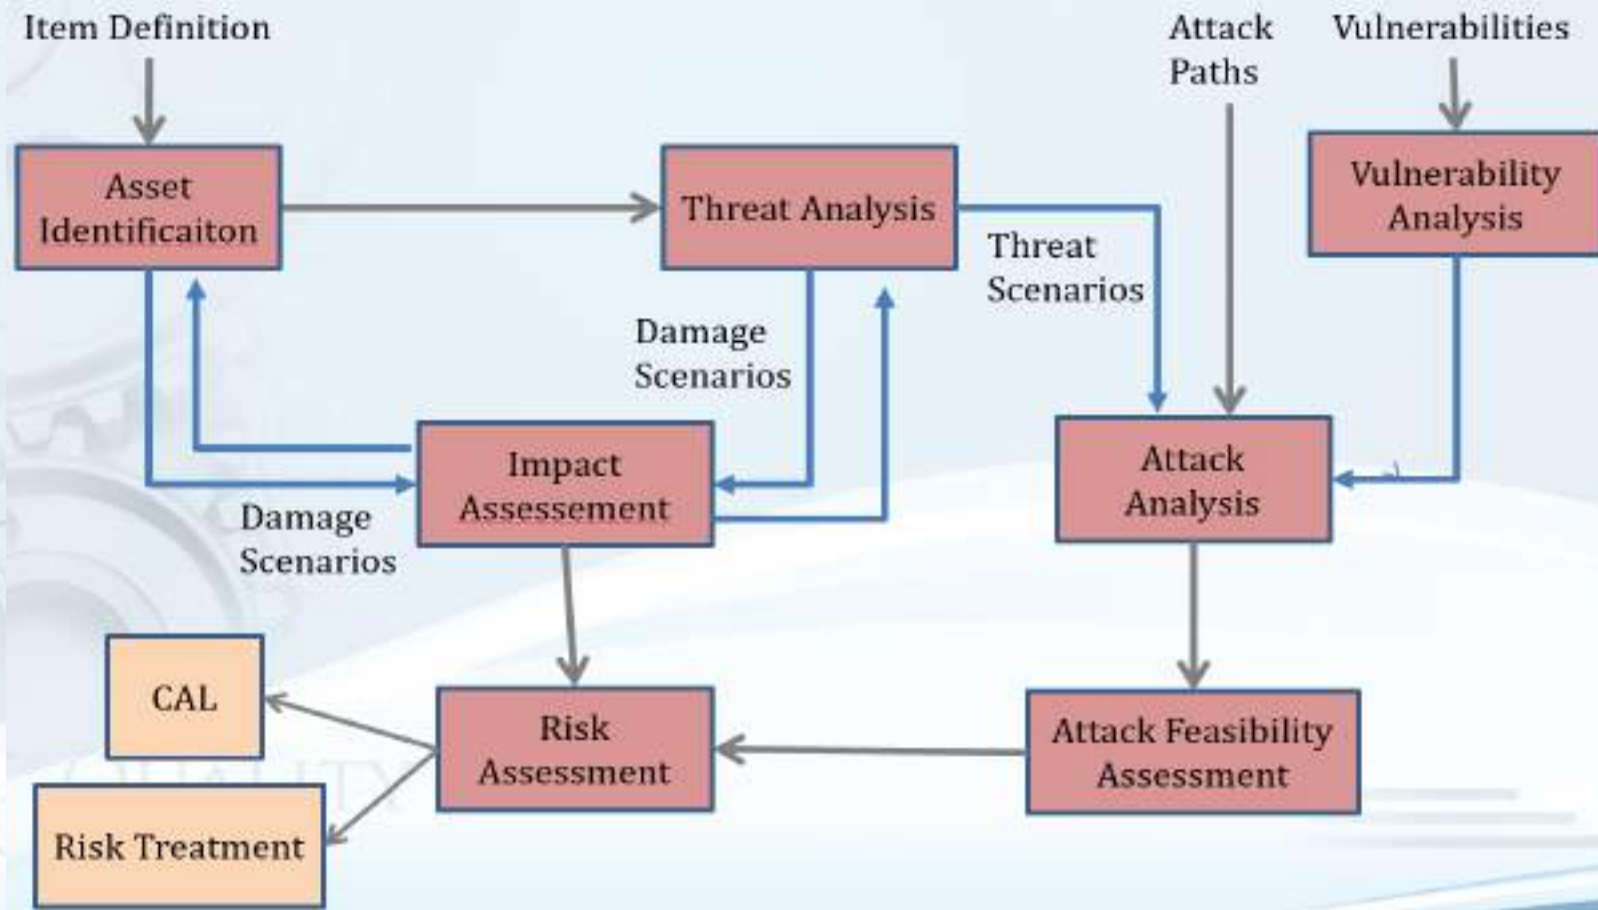 Item Definition
Attack
Paths
Vulnerabilities
Asset
Identificaiton
Threat Analysis
Vulnerability
Analysis
Threat
Scenarios
Damage
Scenarios
Impact
Assessement
Attack
Analysis
Damage
Scenarios
CAL
Risk
Assessment
Attack Feasibility
Assessment
QUALITY
Risk Treatment